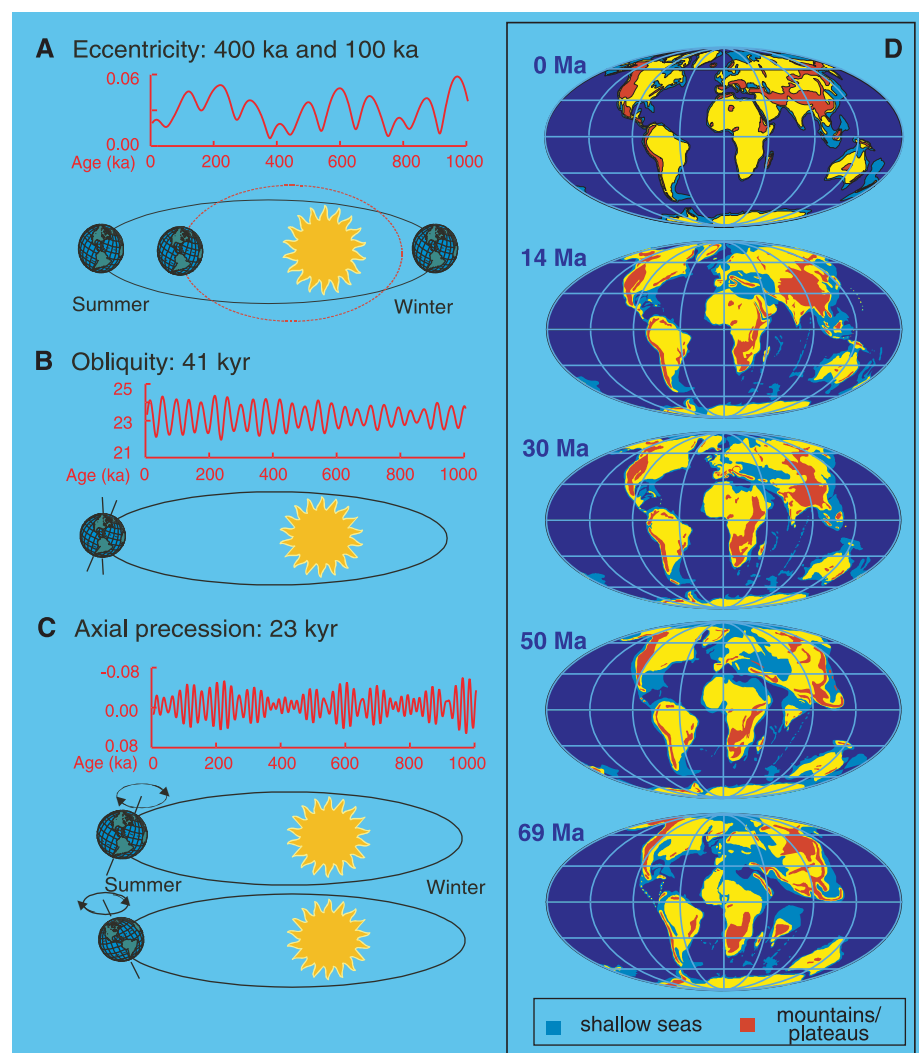 A Eccentricity: 400 ka and 100 ka
0.06
0.00
Age (ka) 0 200 400 600 800 1000
Summer Winter
B Obliquity: 41 kyr
25
23
21
Age (ka) 0 200 400 600 800 1000
C Axial precession: 23 kyr
-0.08
0.00
0.08
Age (ka) 0 200 400 600 800 1000
Summer Winter
D
0 Ma
14 Ma
30 Ma
50 Ma
69 Ma
shallow seas
mountains/
plateaus